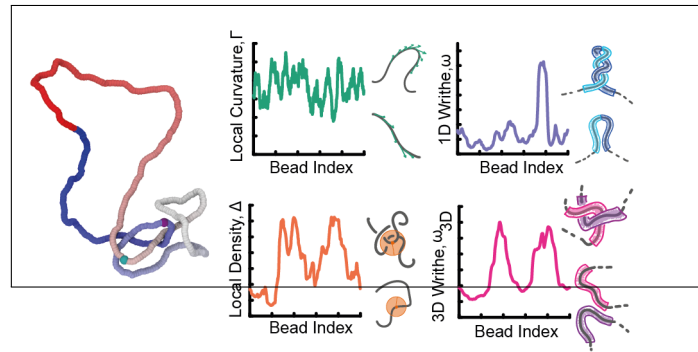 Local Curvature, Γ
Bead Index
1D Writhe, ω
Bead Index
Local Density, Δ
Bead Index
3D Writhe, ω3D
Bead Index